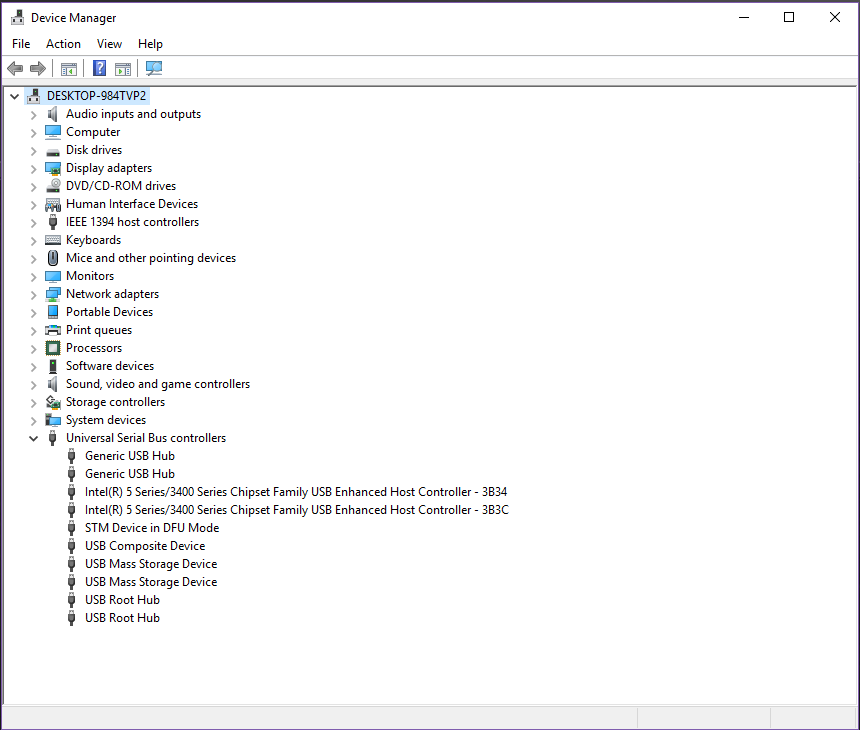 Device Manager
File Action View Help
DESKTOP-984TVP2
Audio inputs and outputs
Computer
Disk drives
Display adapters
DVD/CD-ROM drives
Human Interface Devices
IEEE 1394 host controllers
Keyboards
Mice and other pointing devices
Monitors
Network adapters
Portable Devices
Print queues
Processors
Software devices
Sound, video and game controllers
Storage controllers
System devices
Universal Serial Bus controllers
Generic USB Hub
Generic USB Hub
Intel(R) 5 Series/3400 Series Chipset Family USB Enhanced Host Controller - 3B34
Intel(R) 5 Series/3400 Series Chipset Family USB Enhanced Host Controller - 3B3C
STM Device in DFU Mode
USB Composite Device
USB Mass Storage Device
USB Mass Storage Device
USB Root Hub
USB Root Hub